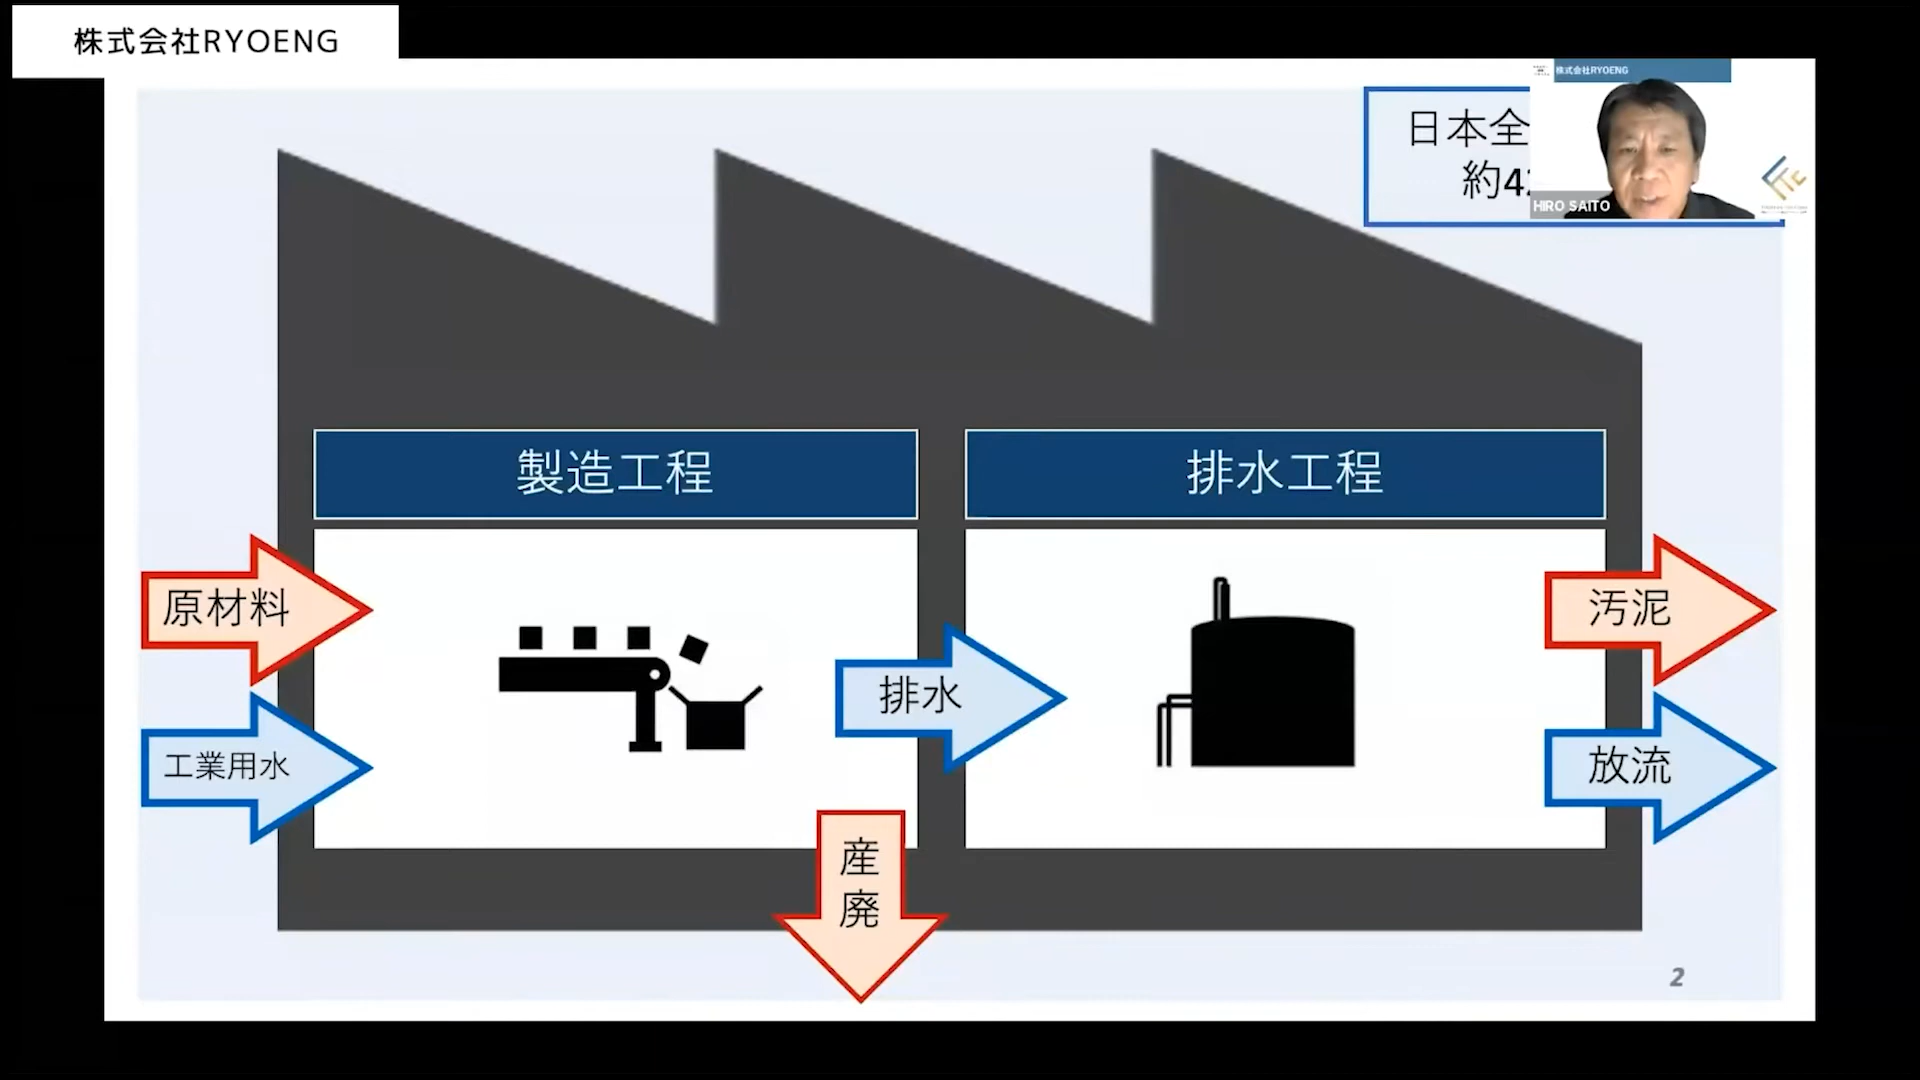 株式会社RYOENG
株式会社RYOENG
日本全
約4
HIRO SAITO
製造工程
排水工程
原材料
汚泥
排水
工業用水
放流
産廃
2